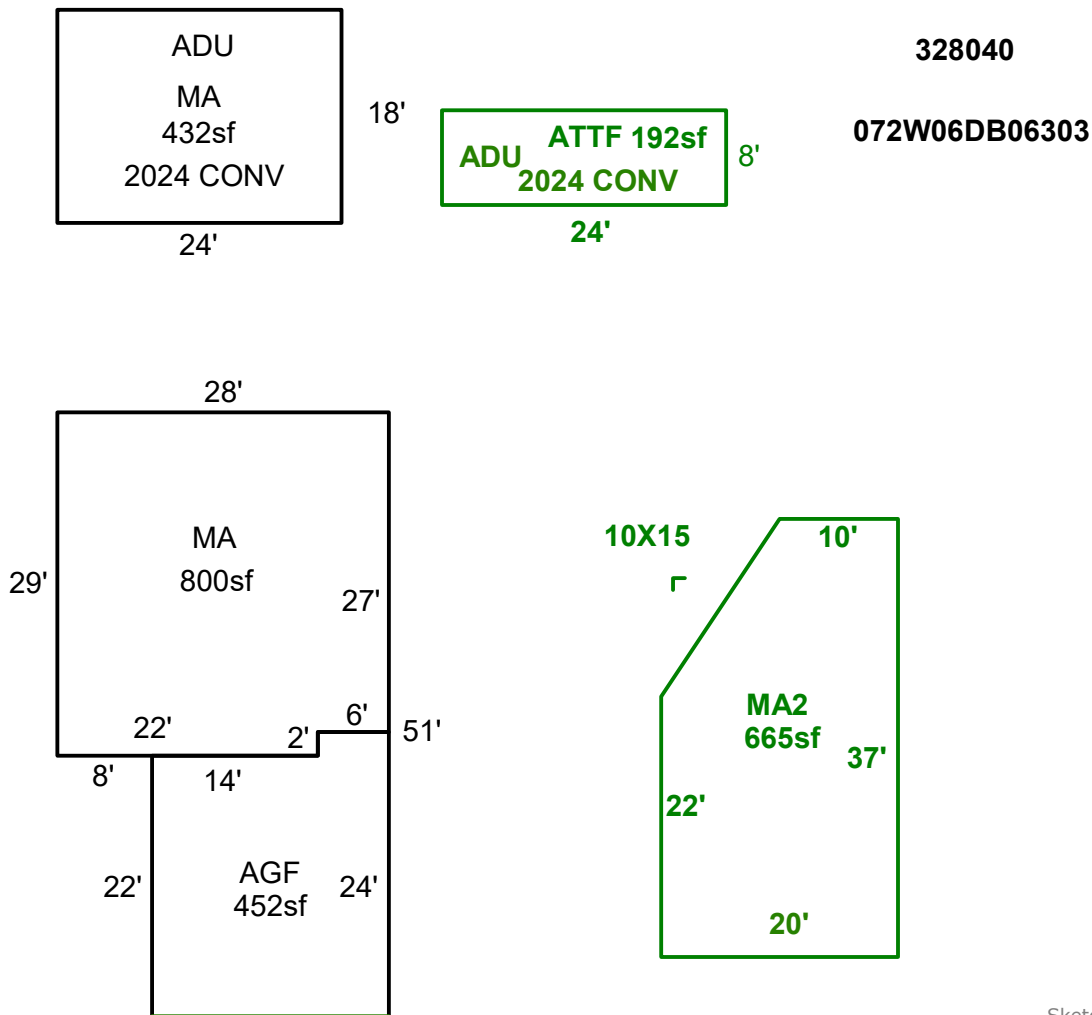 ADU
MA
432sf
2024 CONV
18'
24'
ATTF 192sf
ADU
2024 CONV
8'
24'
328040
072W06DB06303
28'
MA
800sf
29'
27'
22'
2'
6'
51'
8'
14'
AGF
452sf
22'
24'
10X15
10'
MA2
665sf
37'
22'
20'